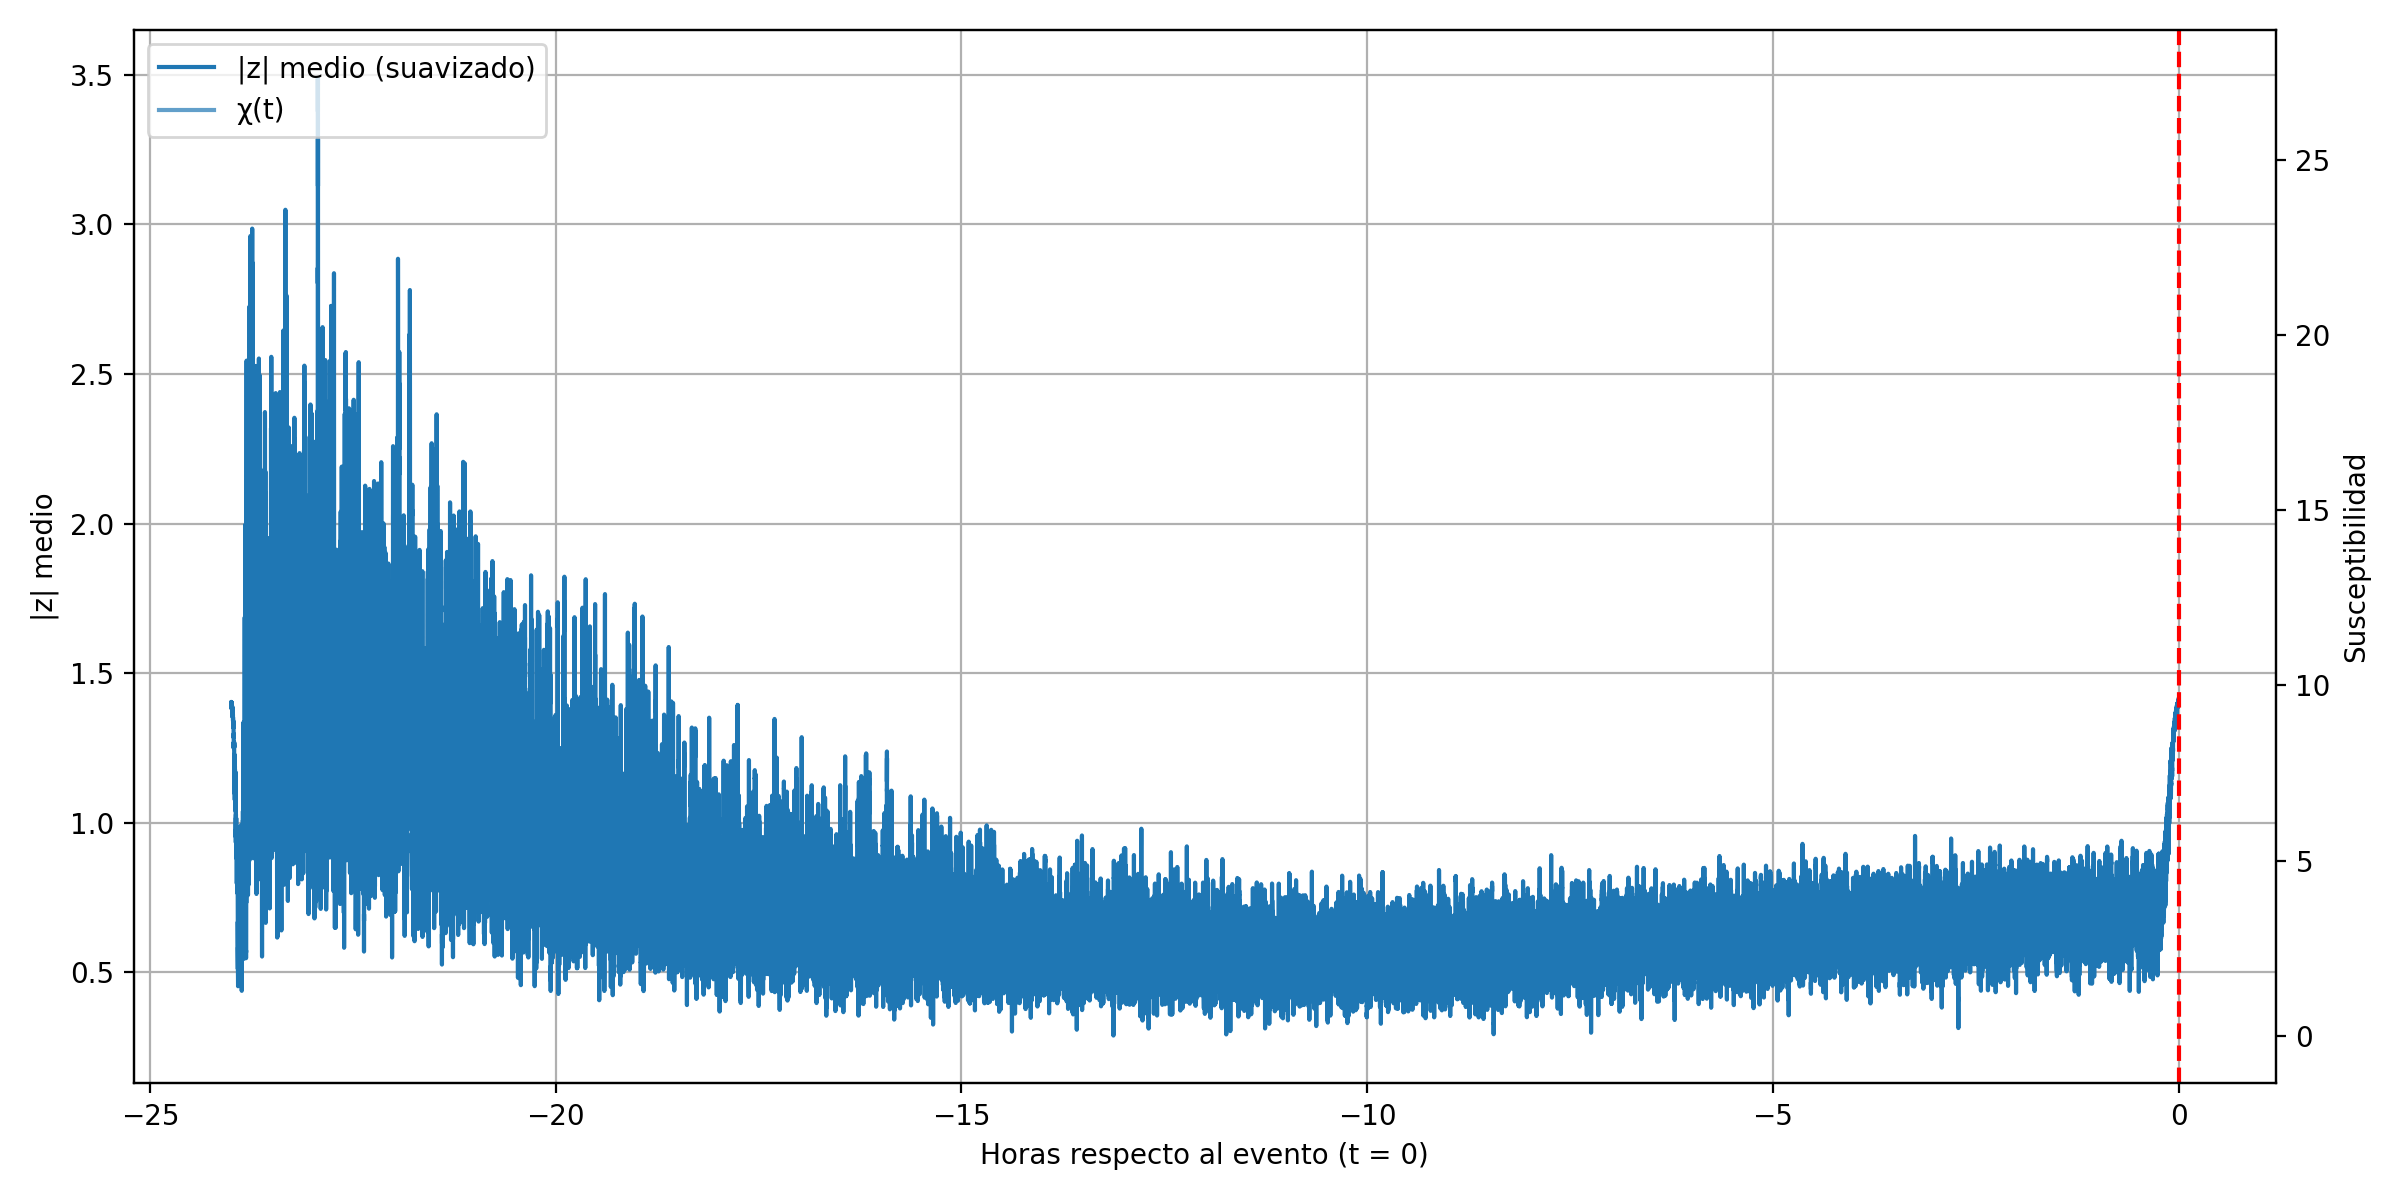 |z| medio (suavizado)
χ(t)
3.5
3.0
2.5
2.0
1.5
1.0
0.5
|z| medio
25
20
15
10
5
0
Susceptibilidad
−25 −20 −15 −10 −5 0
Horas respecto al evento (t = 0)